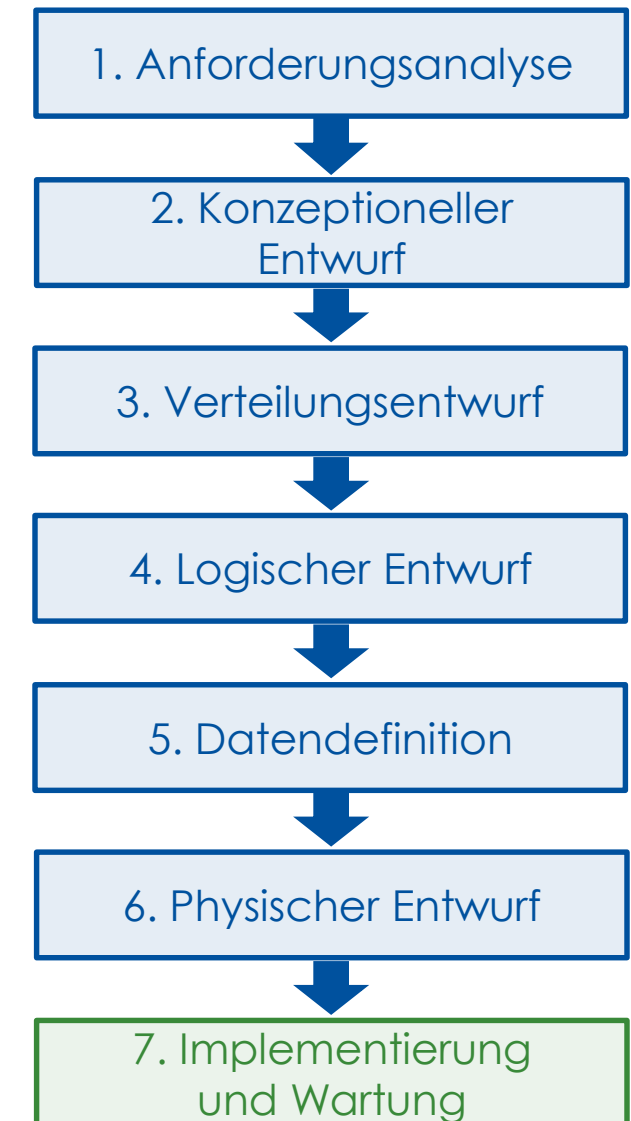 1. Anforderungsanalyse
2. Konzeptioneller
Entwurf
3. Verteilungsentwurf
4. Logischer Entwurf
5. Datendefinition
6. Physischer Entwurf
7. Implementierung
und Wartung